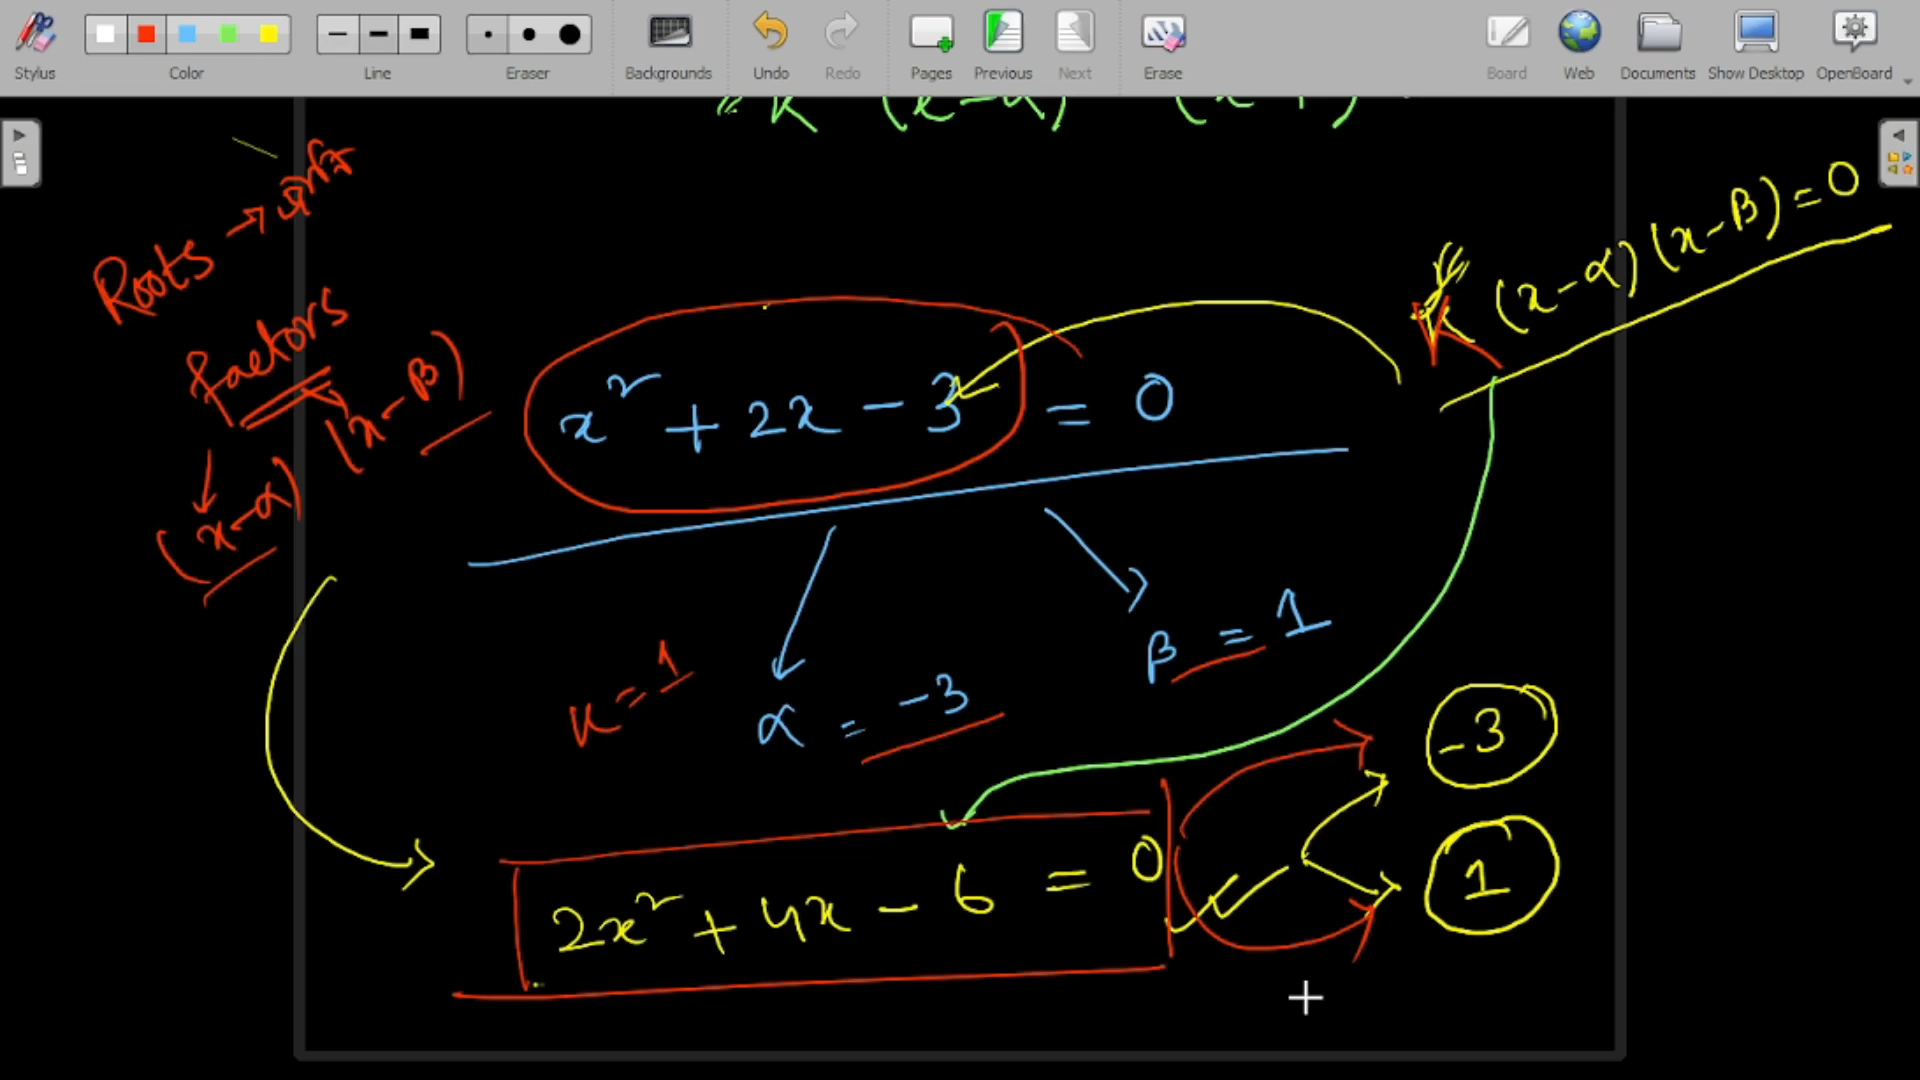 Stylus
Color
Line
Eraser
Backgrounds
Undo
Redo
Pages
Previous
Next
Erase
Board
Web
Documents
Show Desktop
OpenBoard
K (x-α)
Roots →
factors
(x-α) (x-β)
K (x-α)(x-β)=0
x² + 2x - 3 = 0
K=1
α = -3
β = 1
2x² + 4x - 6 = 0
-3
1